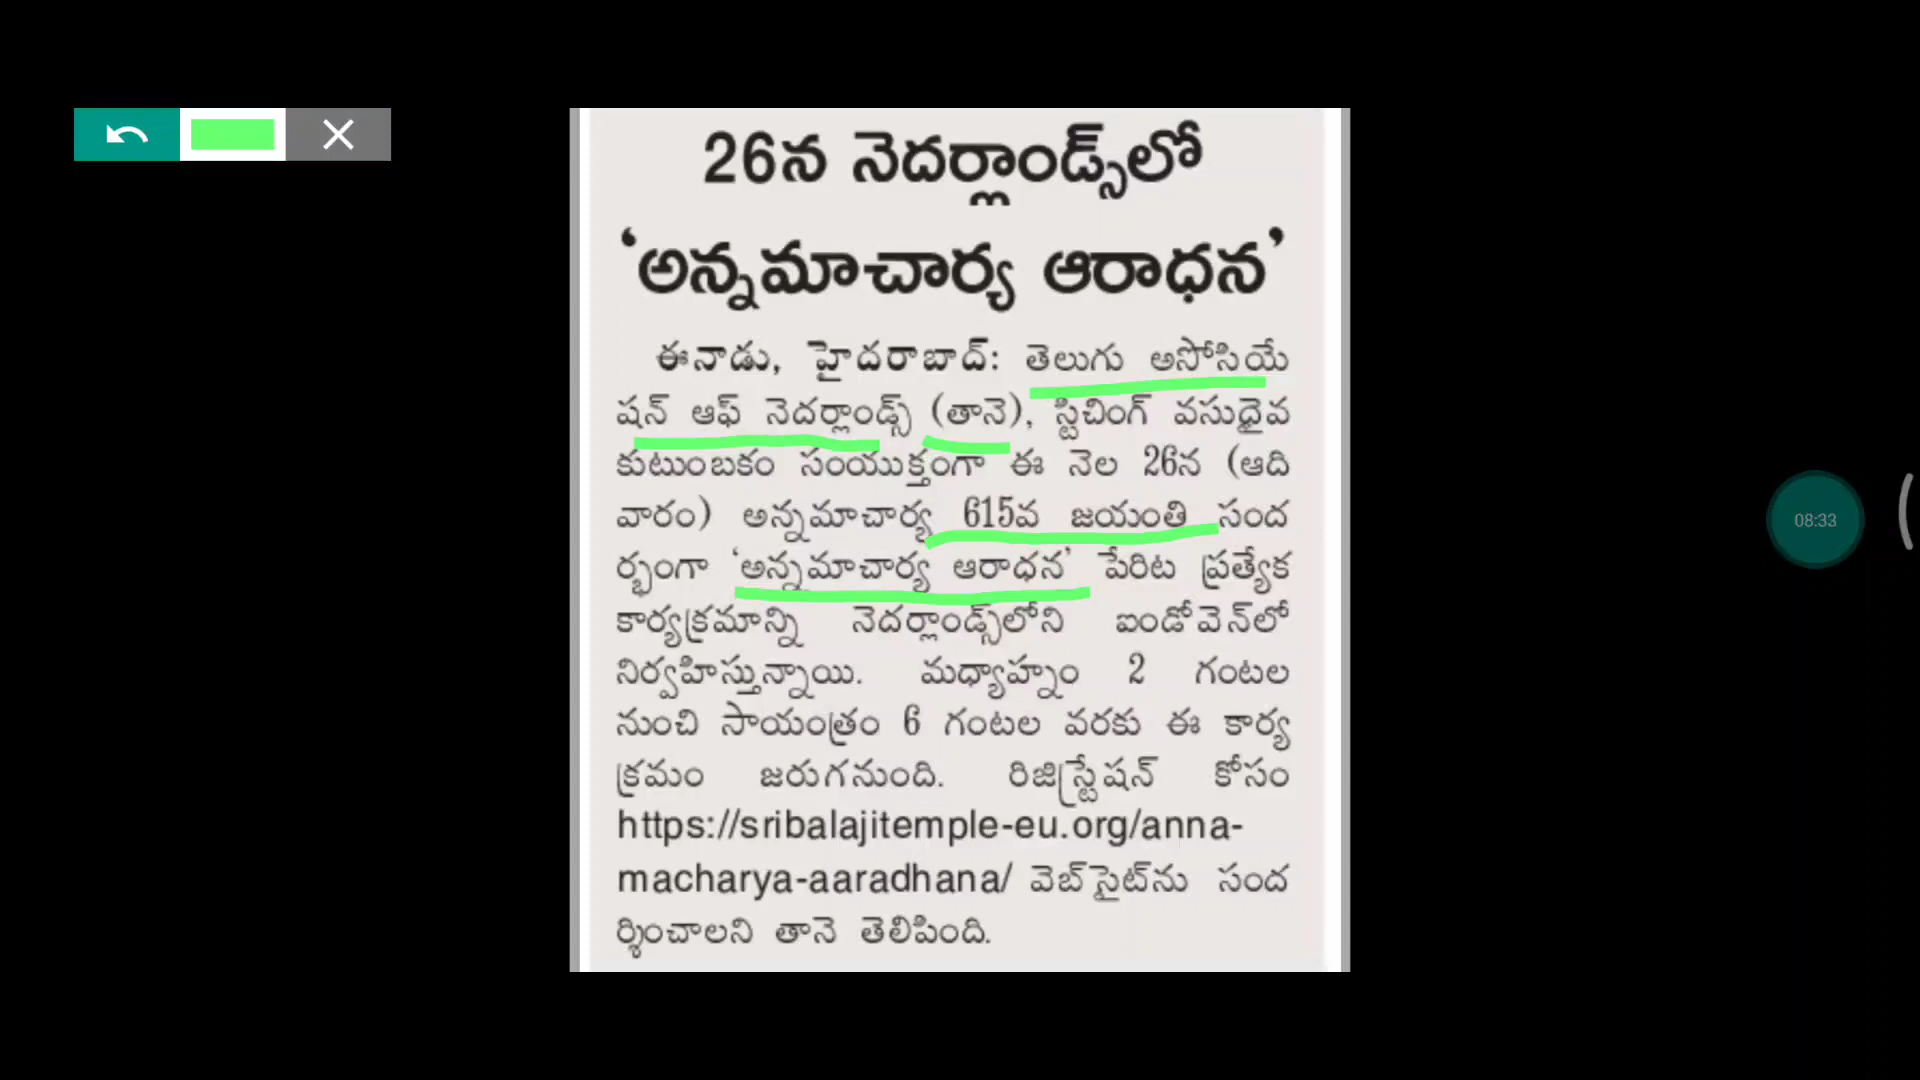 26న నెదర్లాండ్స్‌లో
‘అన్నమాచార్య ఆరాధన’
ఈనాడు, హైదరాబాద్: తెలుగు అసోసియే
షన్ ఆఫ్ నెదర్లాండ్స్ (తానె), స్టిచింగ్ వసుధైవ
కుటుంబకం సంయుక్తంగా ఈ నెల 26న (ఆది
వారం) అన్నమాచార్య 615వ జయంతి సంద
ర్భంగా ‘అన్నమాచార్య ఆరాధన’ పేరిట ప్రత్యేక
కార్యక్రమాన్ని నెదర్లాండ్స్‌లోని ఐండోవెన్‌లో
నిర్వహిస్తున్నాయి. మధ్యాహ్నం 2 గంటల
నుంచి సాయంత్రం 6 గంటల వరకు ఈ కార్య
క్రమం జరుగనుంది. రిజిస్ట్రేషన్ కోసం
https://sribalajitemple-eu.org/anna-
macharya-aaradhana/ వెబ్‌సైట్‌ను సంద
ర్శించాలని తానె తెలిపింది.
08:33